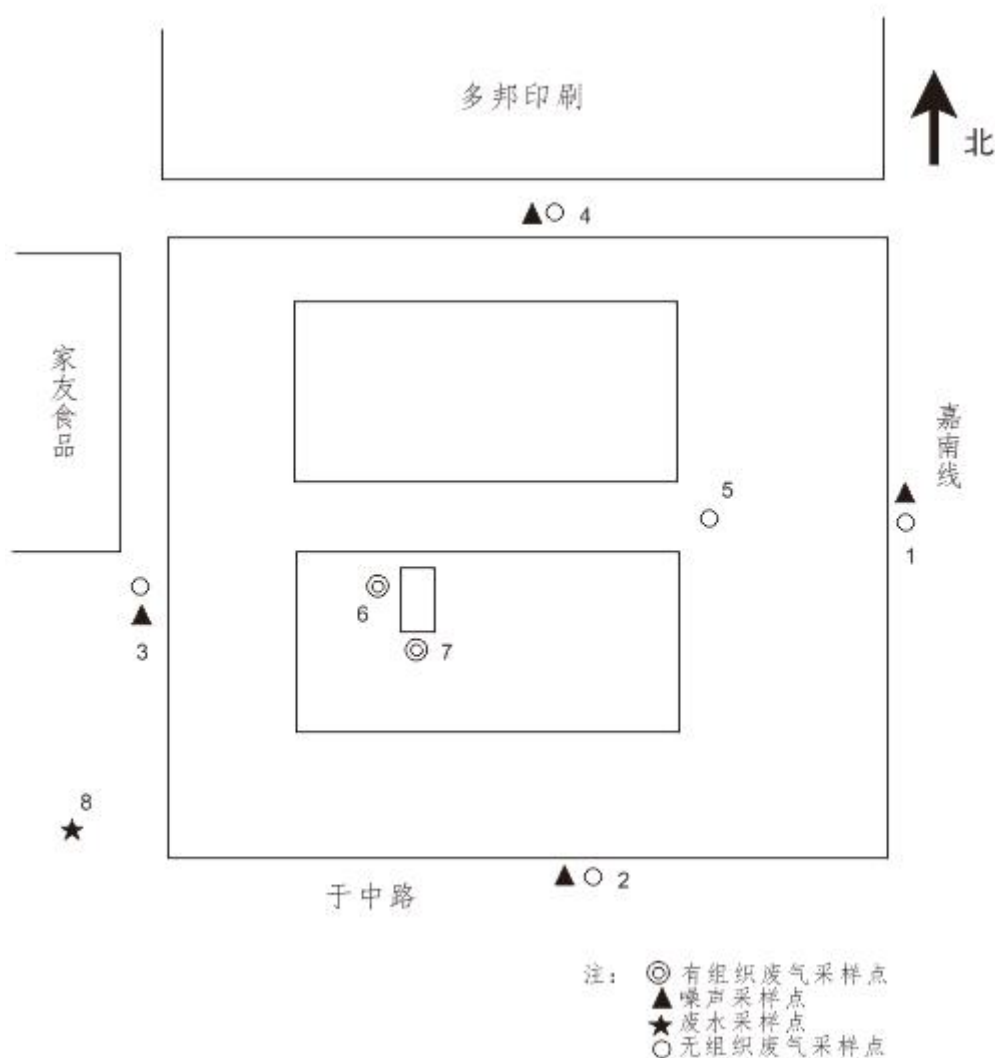 多邦印刷
北
4
家友食品
嘉南线
5
1
6
7
3
8
2
于中路
注：
有组织废气采样点
噪声采样点
废水采样点
无组织废气采样点